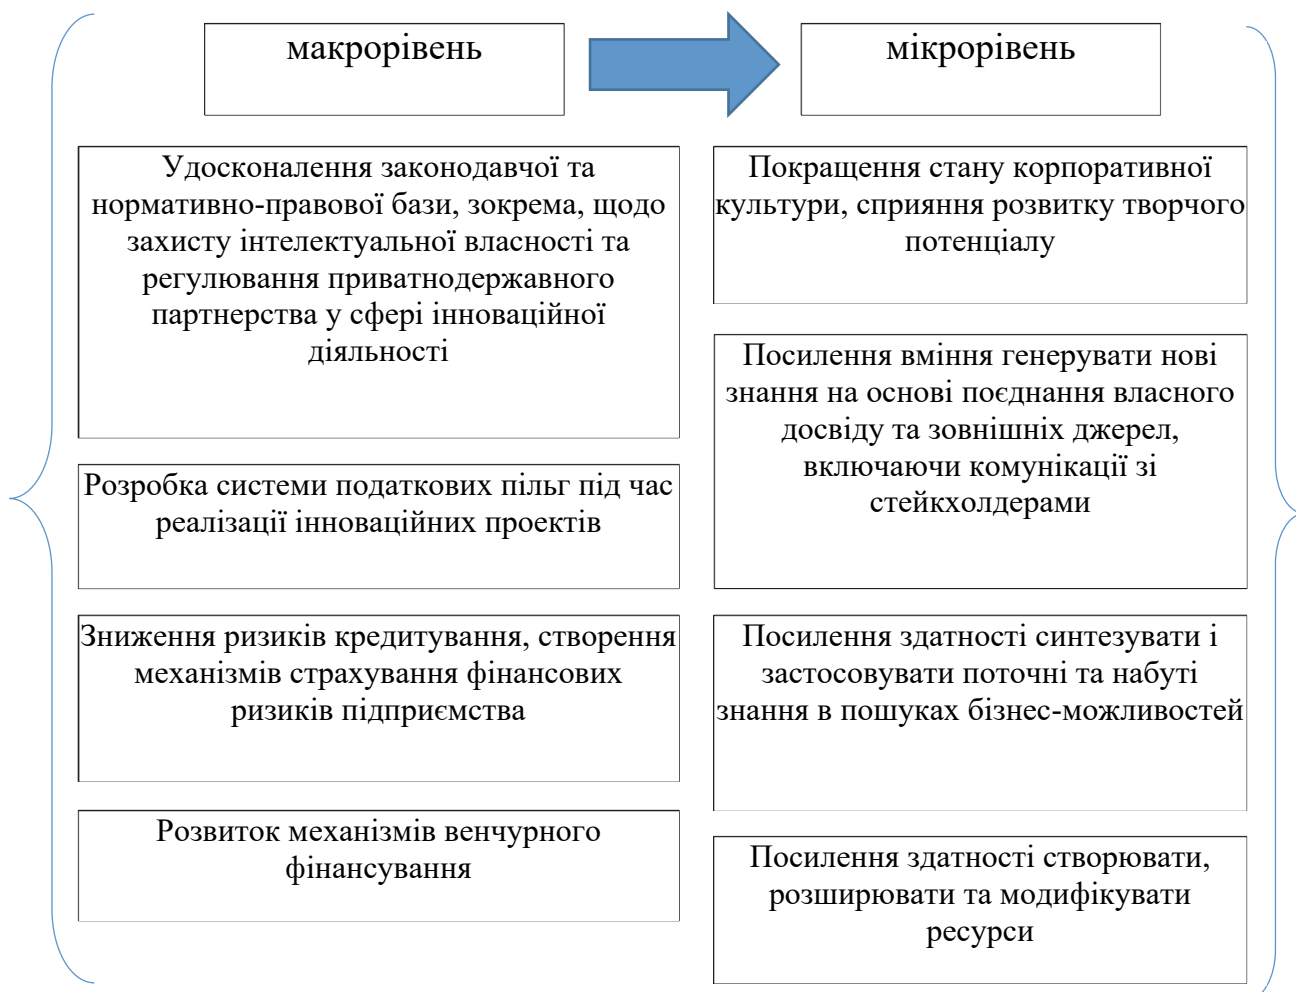 макрорівень
мікрорівень
Удосконалення законодавчої та
нормативно-правової бази, зокрема, щодо
захисту інтелектуальної власності та
регулювання приватнодержавного
партнерства у сфері інноваційної
діяльності
Розробка системи податкових пільг під час
реалізації інноваційних проектів
Зниження ризиків кредитування, створення
механізмів страхування фінансових
ризиків підприємства
Розвиток механізмів венчурного
фінансування
Покращення стану корпоративної
культури, сприяння розвитку творчого
потенціалу
Посилення вміння генерувати нові
знання на основі поєднання власного
досвіду та зовнішніх джерел,
включаючи комунікації зі
стейкхолдерами
Посилення здатності синтезувати і
застосовувати поточні та набуті
знання в пошуках бізнес-можливостей
Посилення здатності створювати,
розширювати та модифікувати
ресурси